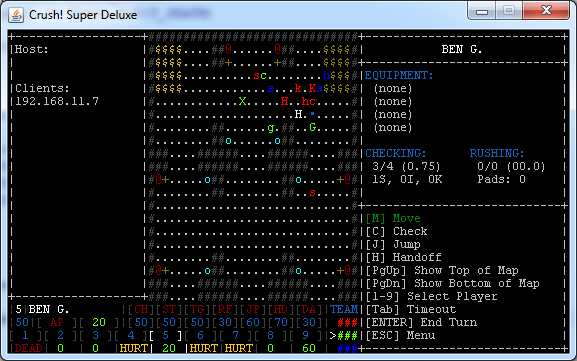 Crush! Super Deluxe
Host:
Clients:
192.168.11.7
BEN G.
EQUIPMENT:
(none)
(none)
(none)
(none)
CHECKING: RUSHING:
3/4 (0.75) 0/0 (00.0)
1S, 0I, 0K Pads: 0
[M] Move
[C] Check
[J] Jump
[H] Handoff
[PgUp] Show Top of Map
[PgDn] Show Bottom of Map
[1-9] Select Player
[Tab] Timeout
[ENTER] End Turn
[ESC] Menu
5|BEN G. |[CH][ST][TG][RF][JP][HD][DA]|TEAM
|50|[ AP ][ 20 ]|50||50||50||30||60||70||30| ###
[ 1 ][ 2 ][ 3 ][ 4 ][ 5 ][ 6 ][ 7 ][ 8 ][ 9 ]>###<
DEAD| 0 | 0 |HURT| 20 |HURT|HURT| 0 | 60 | ###